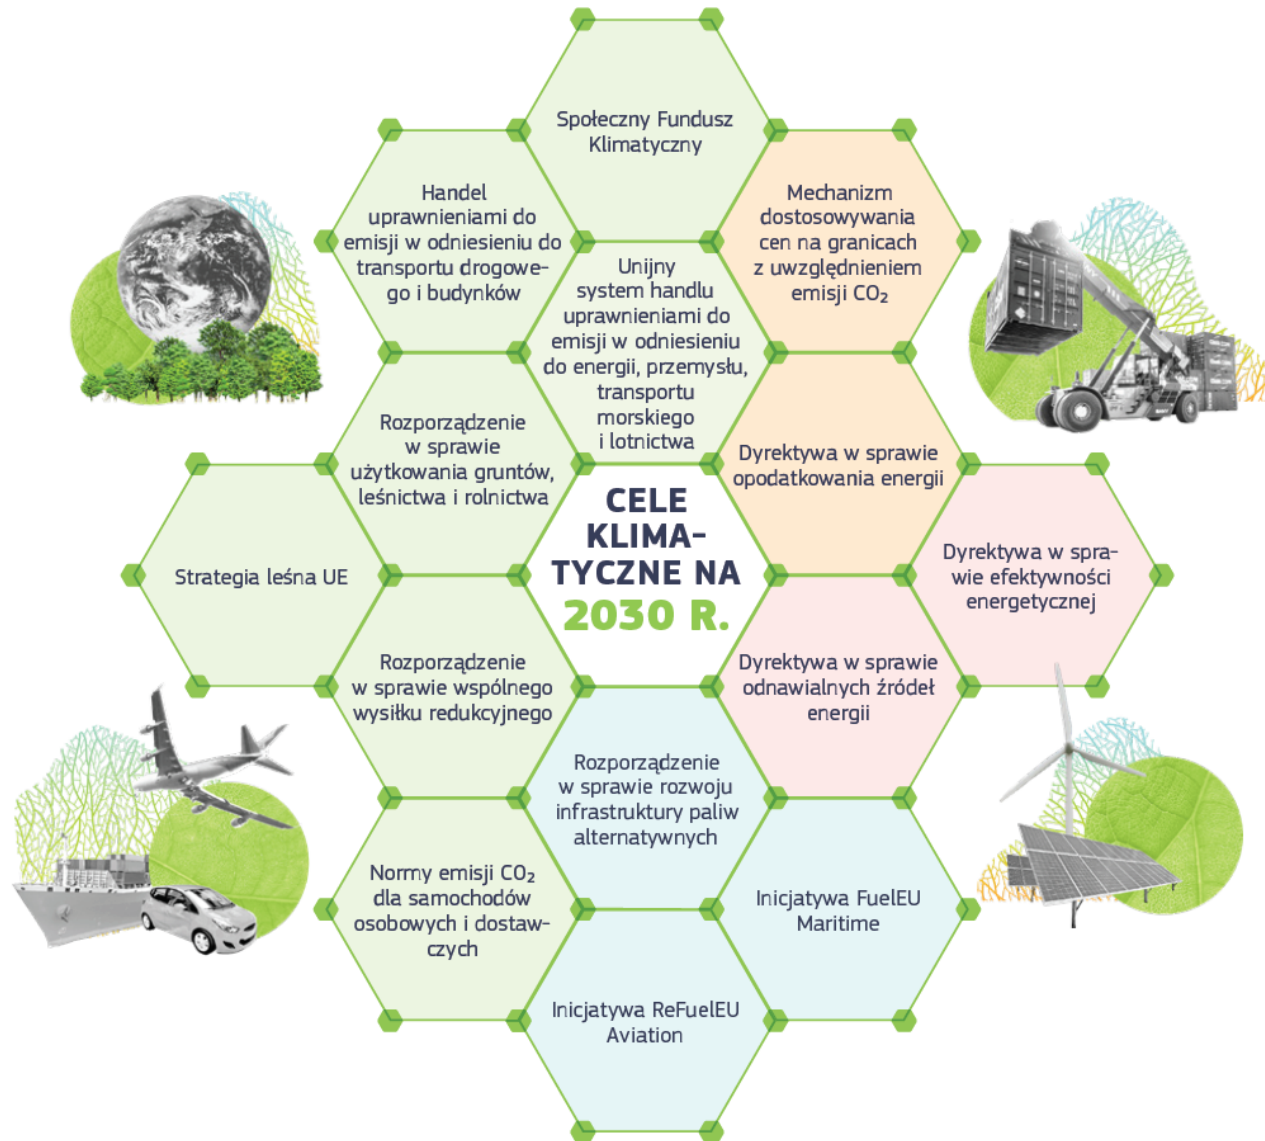 Społeczny Fundusz
Klimatyczny
Handel
uprawnieniami do
emisji w odniesieniu do
transportu drogowe-
go i budynków
Mechanizm
dostosowywania
cen na granicach
z uwzględnieniem
emisji CO₂
Unijny
system handlu
uprawnieniami do
emisji w odniesieniu
do energii, przemysłu,
transportu
morskiego
i lotnictwa
Rozporządzenie
w sprawie
użytkowania gruntów,
leśnictwa i rolnictwa
Dyrektywa w sprawie
opodatkowania energii
CELE
KLIMA-
TYCZNE NA
2030 R.
Strategia leśna UE
Dyrektywa w spra-
wie efektywności
energetycznej
Rozporządzenie
w sprawie wspólnego
wysiłku redukcyjnego
Dyrektywa w sprawie
odnawialnych źródeł
energii
Rozporządzenie
w sprawie rozwoju
infrastruktury paliw
alternatywnych
Normy emisji CO₂
dla samochodów
osobowych i dostaw-
czych
Inicjatywa FuelEU
Maritime
Inicjatywa ReFuelEU
Aviation